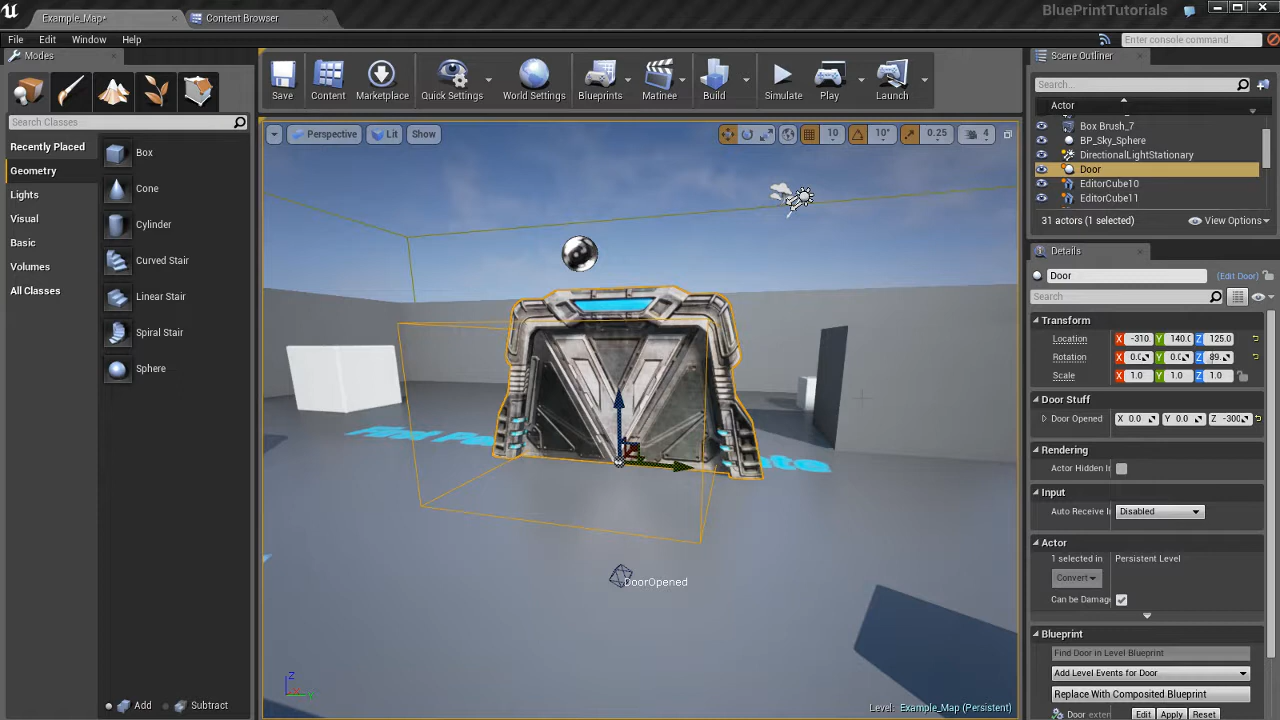 Example_Map*
Content Browser
BluePrintTutorials
File Edit Window Help
Enter console command
Modes
Search Classes
Recently Placed
Geometry
Lights
Visual
Basic
Volumes
All Classes
Box
Cone
Cylinder
Curved Stair
Linear Stair
Spiral Stair
Sphere
Add Subtract
Save Content Marketplace Quick Settings World Settings Blueprints Matinee Build Simulate Play Launch
Perspective Lit Show 10 10° 0.25 4
DoorOpened
Z
Level: Example_Map (Persistent)
Scene Outliner
Search...
Actor
Box Brush_7
BP_Sky_Sphere
DirectionalLightStationary
Door
EditorCube10
EditorCube11
31 actors (1 selected) View Options
Details
Door (Edit Door)
Search
Transform
Location X -310 Y 140.0 Z 125.0
Rotation X 0. Y 0. Z 89.
Scale X 1.0 Y 1.0 Z 1.0
Door Stuff
Door Opened X 0.0 Y 0.0 Z -300
Rendering
Actor Hidden I
Input
Auto Receive I Disabled
Actor
1 selected in Persistent Level
Convert
Can be Damag
Blueprint
Find Door in Level Blueprint
Add Level Events for Door
Replace With Composited Blueprint
Door exten Edit Apply Reset